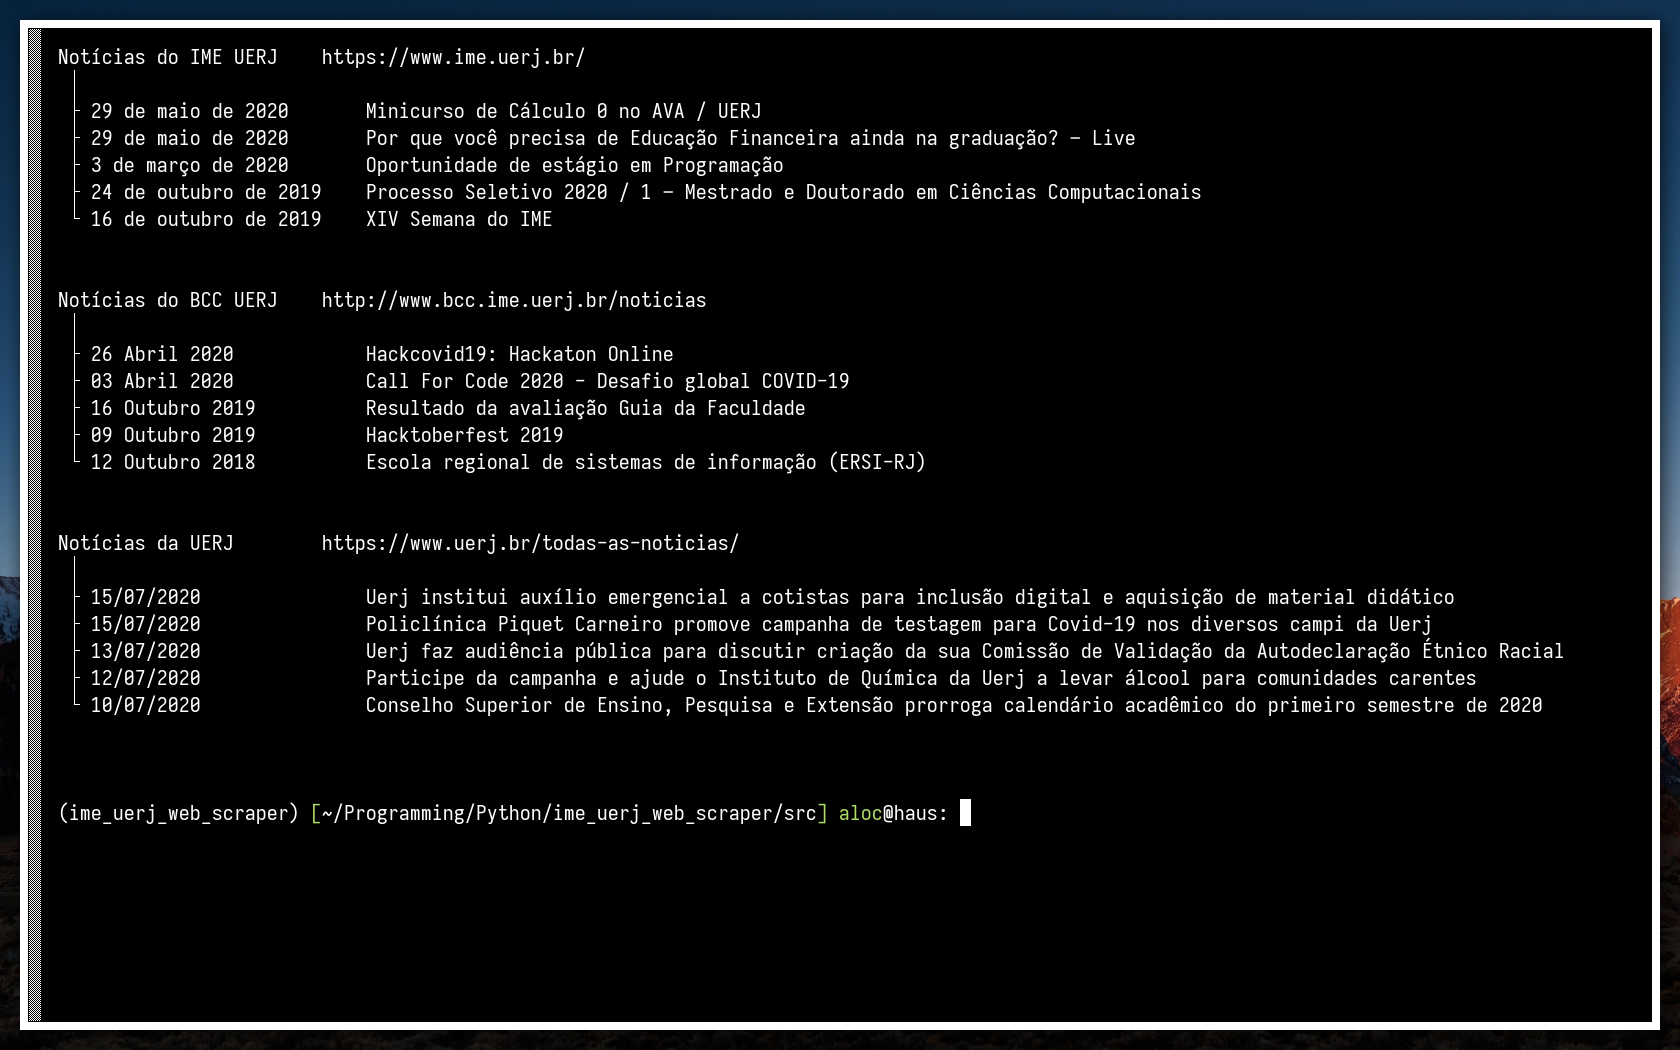 Notícias do IME UERJ    https://www.ime.uerj.br/
29 de maio de 2020       Minicurso de Cálculo 0 no AVA / UERJ
29 de maio de 2020       Por que você precisa de Educação Financeira ainda na graduação? – Live
3 de março de 2020       Oportunidade de estágio em Programação
24 de outubro de 2019    Processo Seletivo 2020 / 1 – Mestrado e Doutorado em Ciências Computacionais
16 de outubro de 2019    XIV Semana do IME
Notícias do BCC UERJ    http://www.bcc.ime.uerj.br/noticias
26 Abril 2020            Hackcovid19: Hackaton Online
03 Abril 2020            Call For Code 2020 - Desafio global COVID-19
16 Outubro 2019          Resultado da avaliação Guia da Faculdade
09 Outubro 2019          Hacktoberfest 2019
12 Outubro 2018          Escola regional de sistemas de informação (ERSI-RJ)
Notícias da UERJ        https://www.uerj.br/todas-as-noticias/
15/07/2020               Uerj institui auxílio emergencial a cotistas para inclusão digital e aquisição de material didático
15/07/2020               Policlínica Piquet Carneiro promove campanha de testagem para Covid-19 nos diversos campi da Uerj
13/07/2020               Uerj faz audiência pública para discutir criação da sua Comissão de Validação da Autodeclaração Étnico Racial
12/07/2020               Participe da campanha e ajude o Instituto de Química da Uerj a levar álcool para comunidades carentes
10/07/2020               Conselho Superior de Ensino, Pesquisa e Extensão prorroga calendário acadêmico do primeiro semestre de 2020
(ime_uerj_web_scraper) [~/Programming/Python/ime_uerj_web_scraper/src] aloc@haus: